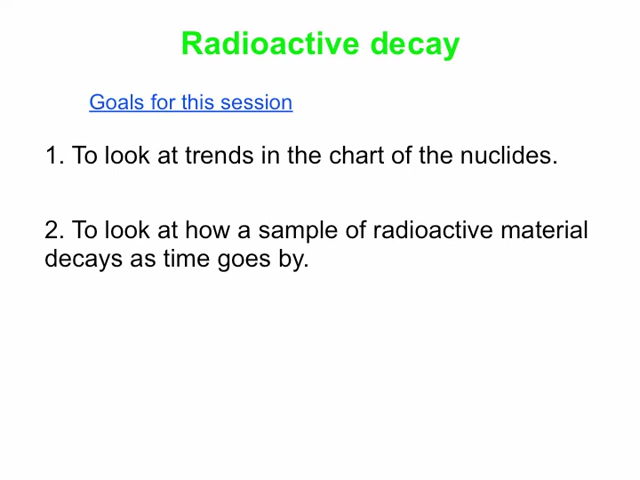 Radioactive decay
Goals for this session
1. To look at trends in the chart of the nuclides.
2. To look at how a sample of radioactive material
decays as time goes by.